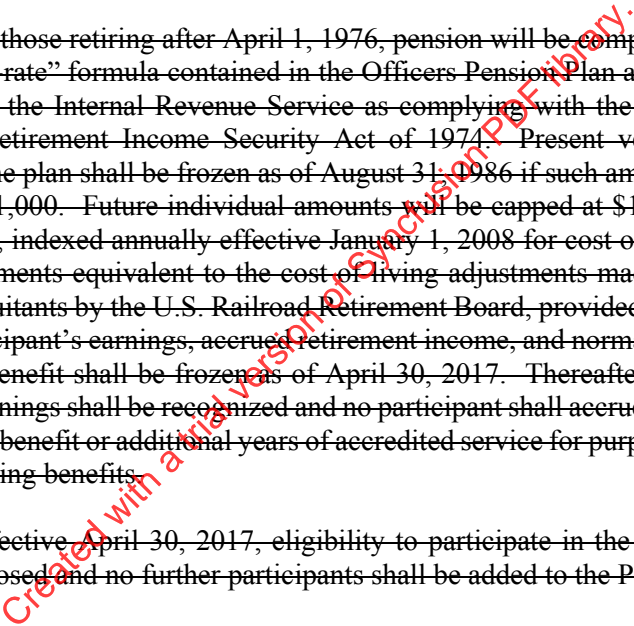 those retiring after April 1, 1976, pension will be comp
-rate” formula contained in the Officers Pension Plan a
the Internal Revenue Service as complying with the
etirement Income Security Act of 1974. Present v
e plan shall be frozen as of August 31, 1986 if such am
1,000. Future individual amounts will be capped at $1
, indexed annually effective January 1, 2008 for cost o
ments equivalent to the cost of living adjustments ma
uitants by the U.S. Railroad Retirement Board, provided
cipant’s earnings, accrued retirement income, and norm
enefit shall be frozen as of April 30, 2017. Thereafte
nings shall be recognized and no participant shall accru
benefit or additional years of accredited service for purp
ing benefits.
fective April 30, 2017, eligibility to participate in the
osed and no further participants shall be added to the P
Created with a trial version of Syncfusion PDF library.